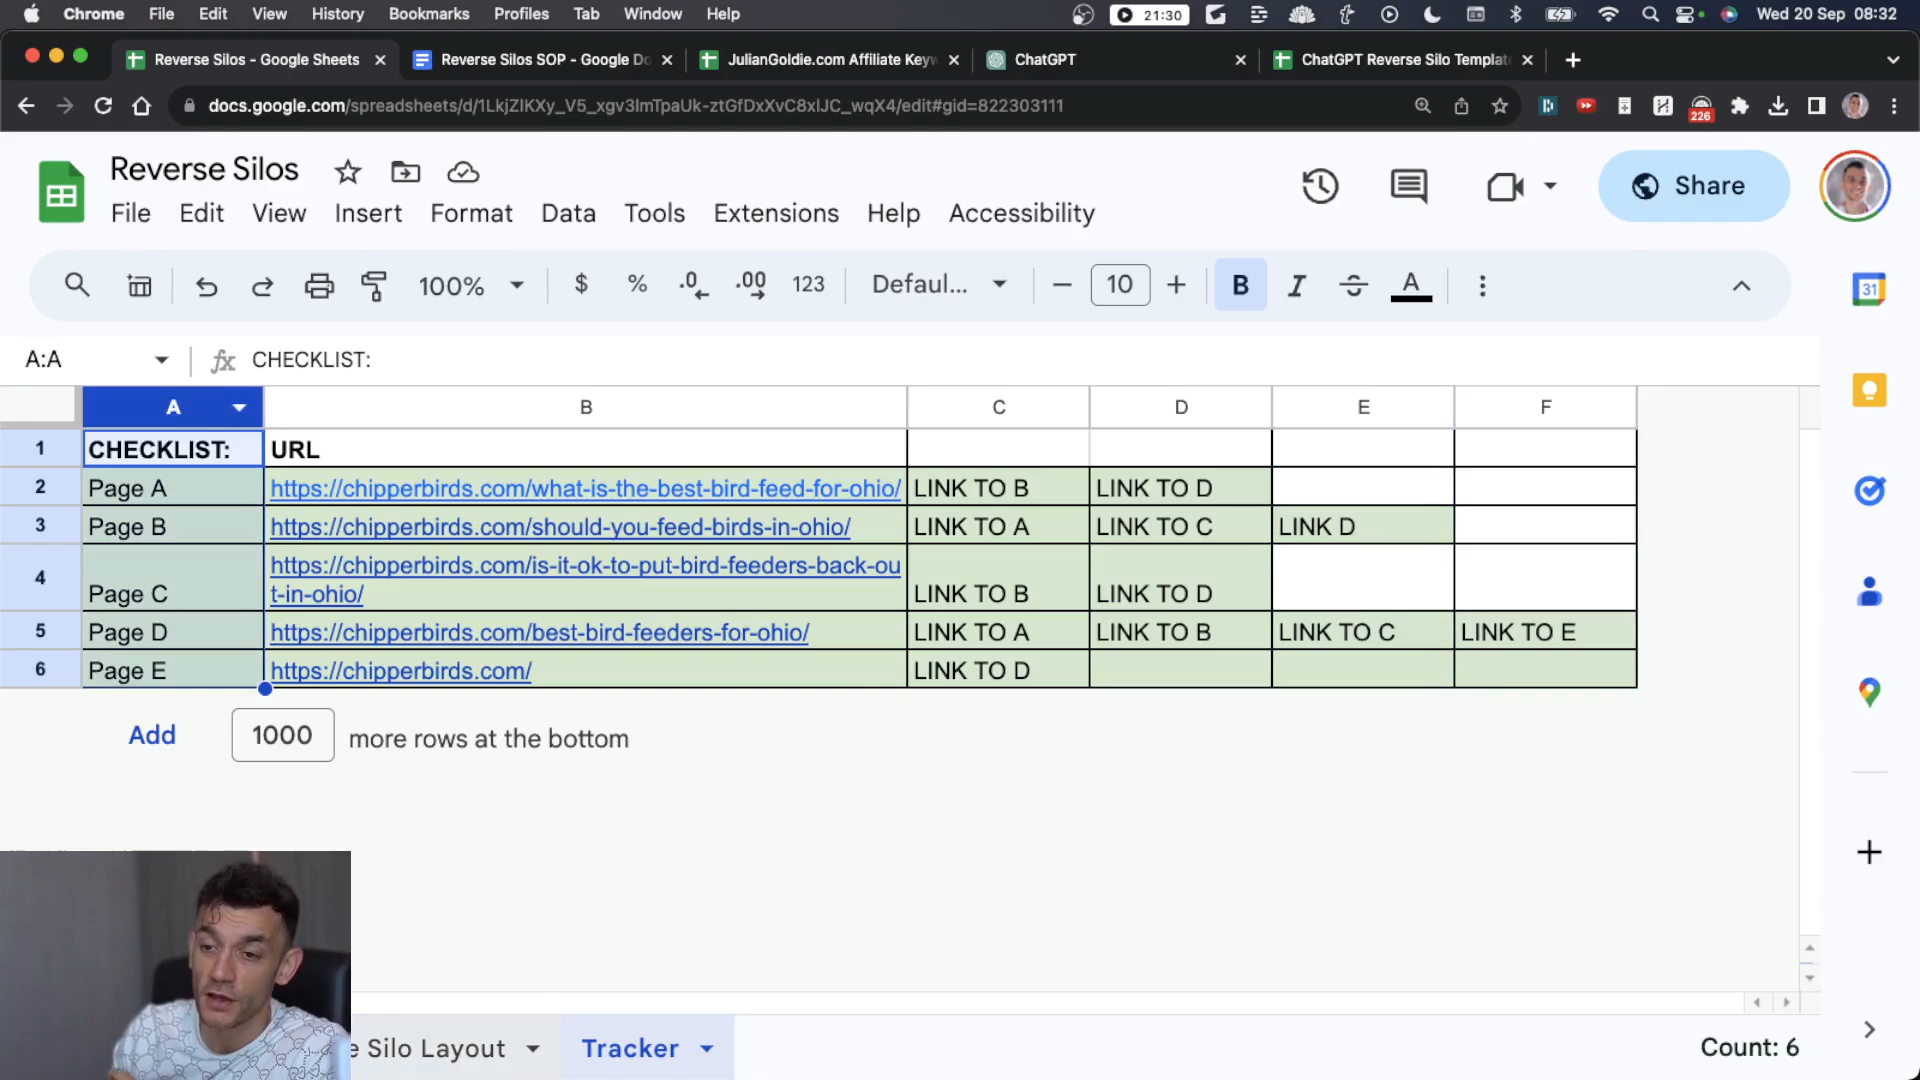 Chrome File Edit View History Bookmarks Profiles Tab Window Help 21:30 Wed 20 Sep 08:32
Reverse Silos - Google Sheets Reverse Silos SOP - Google Do JulianGoldie.com Affiliate Keyw ChatGPT ChatGPT Reverse Silo Templat
docs.google.com/spreadsheets/d/1LkjZIKXy_V5_xgv3lmTpaUk-ztGfDxXvC8xlJC_wqX4/edit#gid=822303111 226
Reverse Silos
Share
File Edit View Insert Format Data Tools Extensions Help Accessibility
100% $ % .0 .00 123 Defaul... 10 B I S A
31
A:A fx CHECKLIST:
A B C D E F
1 CHECKLIST: URL
2 Page A https://chipperbirds.com/what-is-the-best-bird-feed-for-ohio/ LINK TO B LINK TO D
3 Page B https://chipperbirds.com/should-you-feed-birds-in-ohio/ LINK TO A LINK TO C LINK D
https://chipperbirds.com/is-it-ok-to-put-bird-feeders-back-ou
4 Page C t-in-ohio/ LINK TO B LINK TO D
5 Page D https://chipperbirds.com/best-bird-feeders-for-ohio/ LINK TO A LINK TO B LINK TO C LINK TO E
6 Page E https://chipperbirds.com/ LINK TO D
Add 1000 more rows at the bottom
e Silo Layout Tracker Count: 6